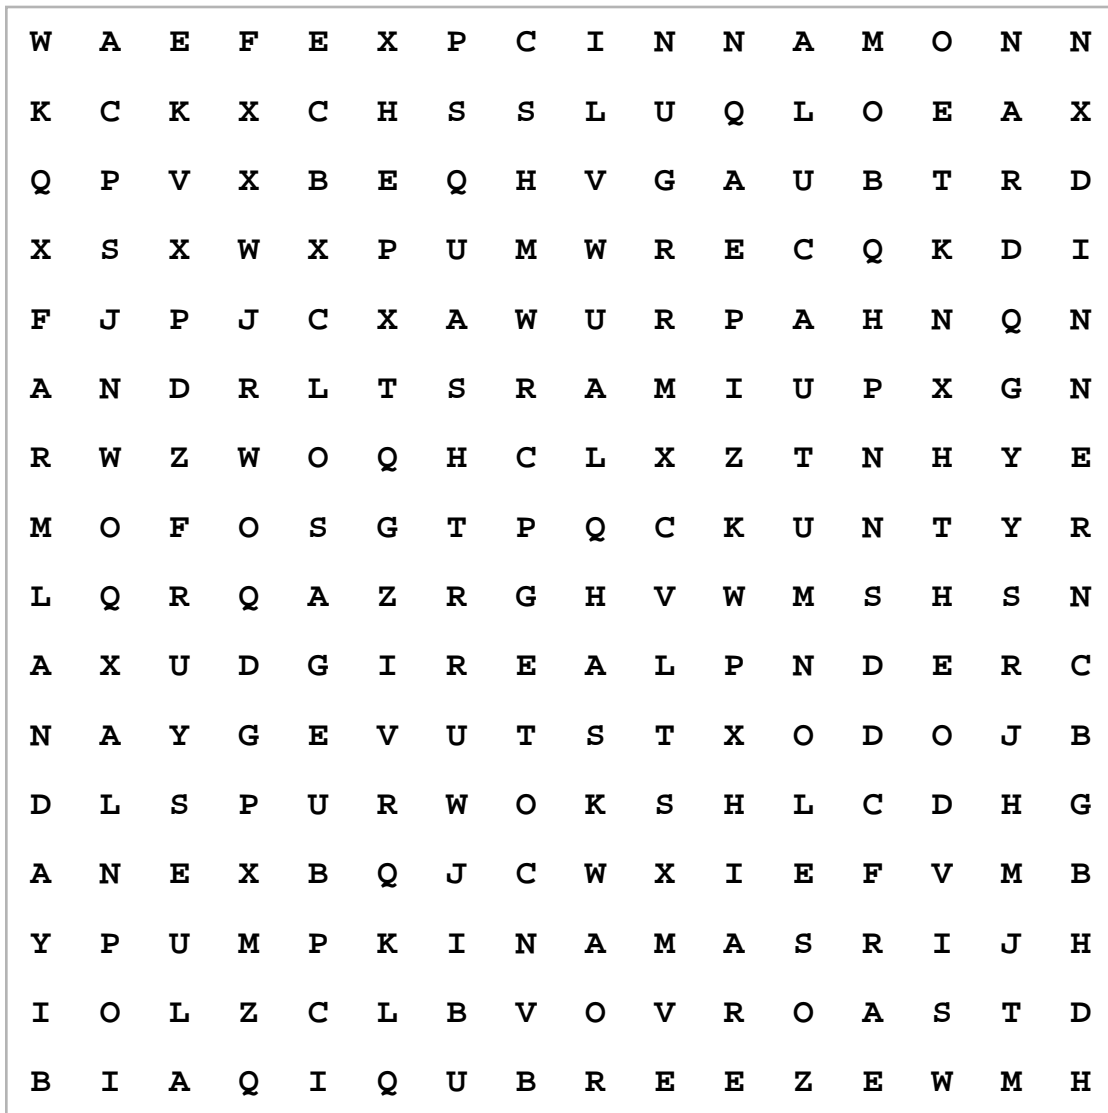 W A E F E X P C I N N A M O N N
K C K X C H S S L U Q L O E A X
Q P V X B E Q H V G A U B T R D
X S X W X P U M W R E C Q K D I
F J P J C X A W U R P A H N Q N
A N D R L T S R A M I U P X G N
R W Z W O Q H C L X Z T N H Y E
M O F O S G T P Q C K U N T Y R
L Q R Q A Z R G H V W M S H S N
A X U D G I R E A L P N D E R C
N A Y G E V U T S T X O D O J B
D L S P U R W O K S H L C D H G
A N E X B Q J C W X I E F V M B
Y P U M P K I N A M A S R I J H
I O L Z C L B V O V R O A S T D
B I A Q I Q U B R E E Z E W M H